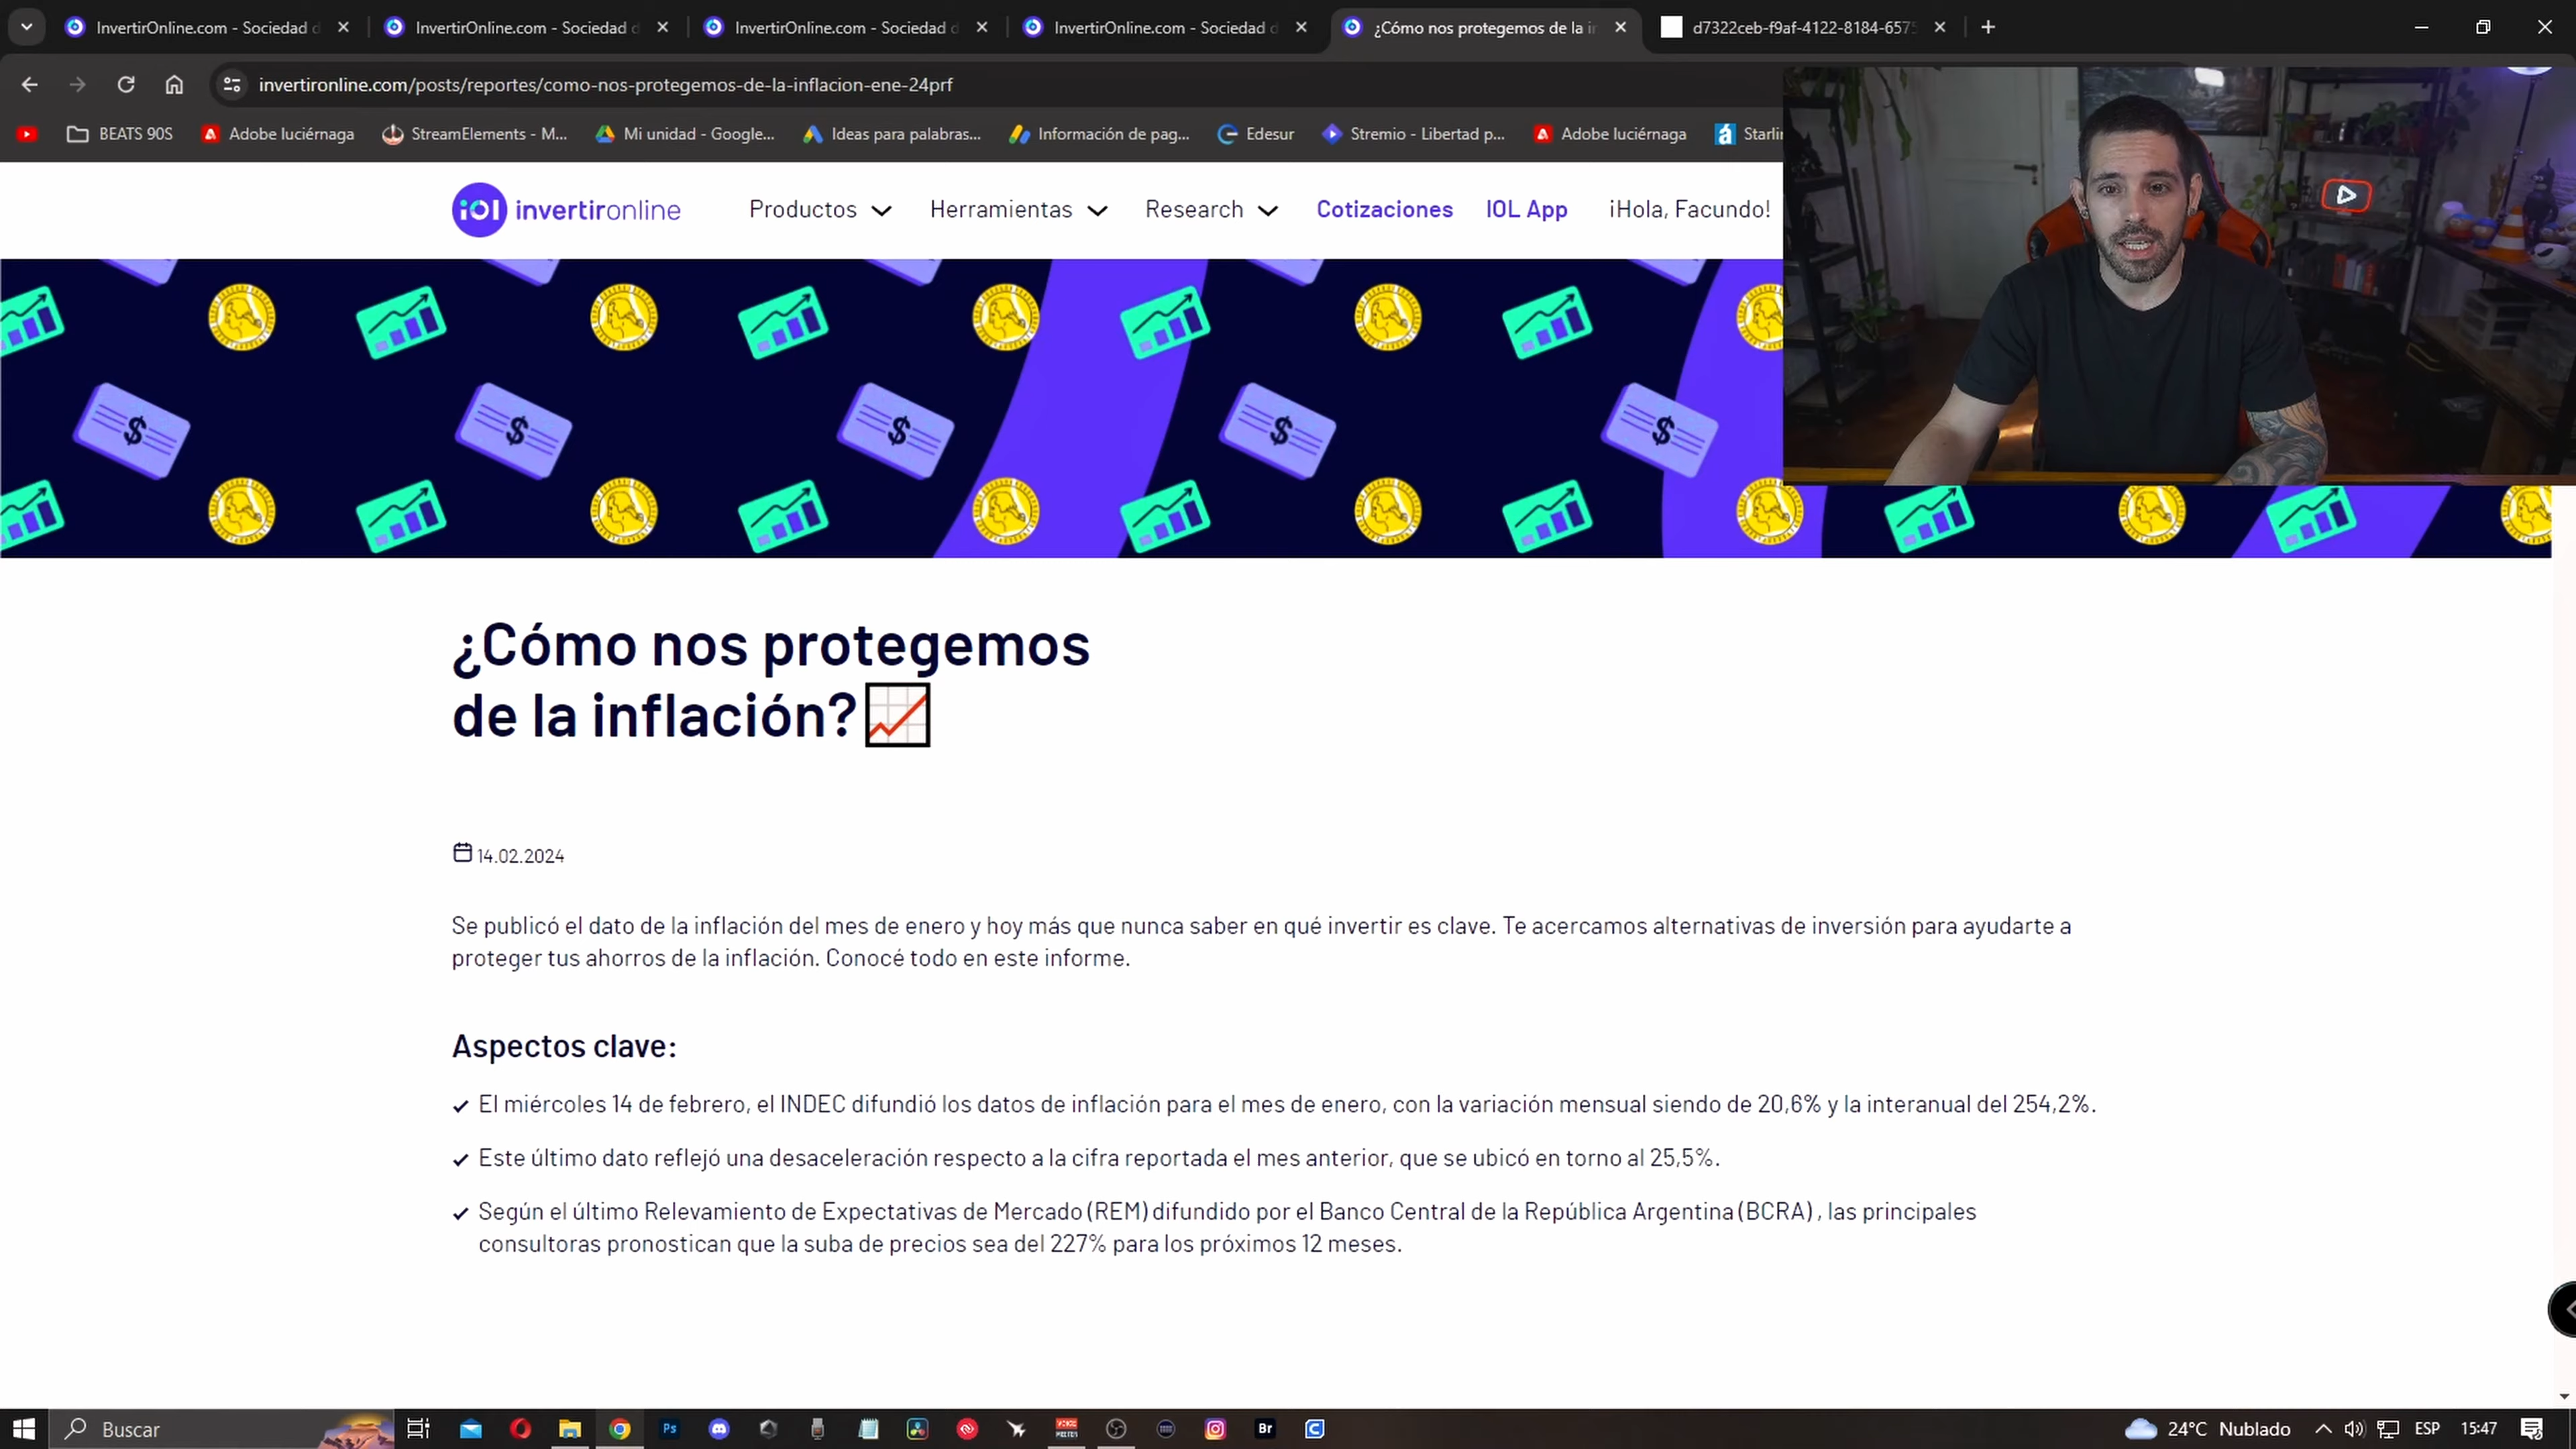 InvertirOnline.com - Sociedad d
InvertirOnline.com - Sociedad d
InvertirOnline.com - Sociedad d
InvertirOnline.com - Sociedad d
¿Cómo nos protegemos de la in
d7322ceb-f9af-4122-8184-6575
invertironline.com/posts/reportes/como-nos-protegemos-de-la-inflacion-ene-24prf
BEATS 90S
Adobe luciérnaga
StreamElements - M...
Mi unidad - Google...
Ideas para palabras...
Información de pag...
Edesur
Stremio - Libertad p...
Adobe luciérnaga
Starlin
iOl invertironline
Productos
Herramientas
Research
Cotizaciones
IOL App
¡Hola, Facundo!
¿Cómo nos protegemos
de la inflación?
14.02.2024
Se publicó el dato de la inflación del mes de enero y hoy más que nunca saber en qué invertir es clave. Te acercamos alternativas de inversión para ayudarte a
proteger tus ahorros de la inflación. Conocé todo en este informe.
Aspectos clave:
El miércoles 14 de febrero, el INDEC difundió los datos de inflación para el mes de enero, con la variación mensual siendo de 20,6% y la interanual del 254,2%.
Este último dato reflejó una desaceleración respecto a la cifra reportada el mes anterior, que se ubicó en torno al 25,5%.
Según el último Relevamiento de Expectativas de Mercado (REM) difundido por el Banco Central de la República Argentina (BCRA), las principales
consultoras pronostican que la suba de precios sea del 227% para los próximos 12 meses.
Buscar
Ps
Br
24°C Nublado
ESP
15:47